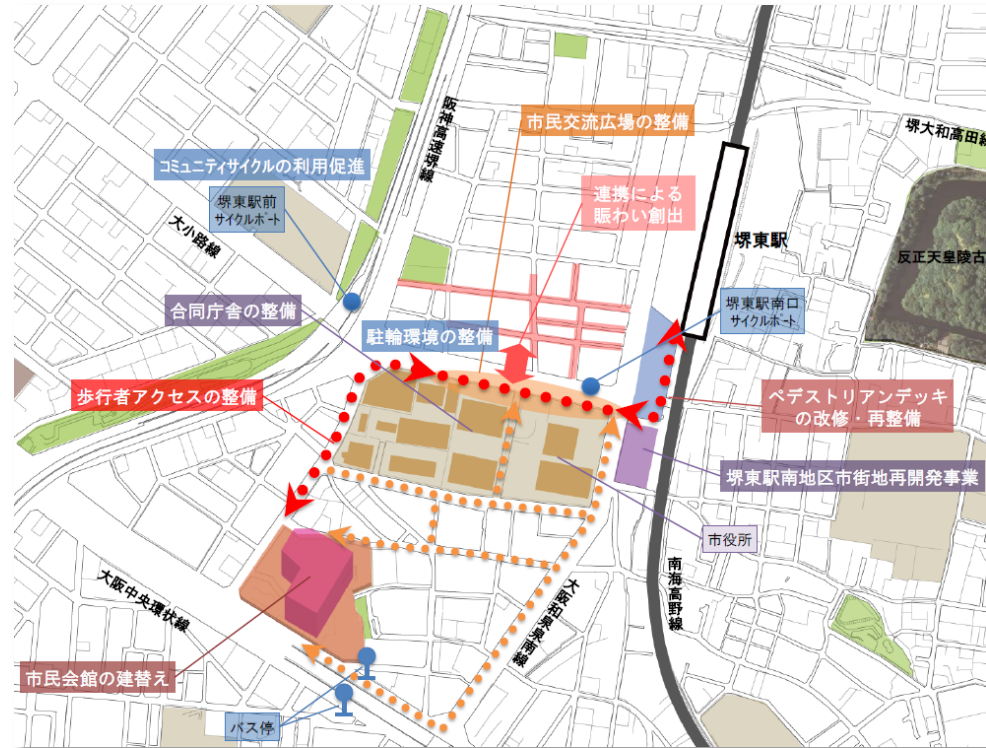 阪神高速堺線
市民交流広場の整備
堺大和高田線
コミュニティサイクルの利用促進
連携による
賑わい創出
堺東駅前
サイクルポート
大小路線
堺東駅
反正天皇陵古
合同庁舎の整備
堺東駅南口
サイクルポート
駐輪環境の整備
歩行者アクセスの整備
ペデストリアンデッキ
の改修・再整備
堺東駅南地区市街地再開発事業
市役所
南海高野線
大阪中央環状線
大阪和泉泉南線
市民会館の建替え
バス停